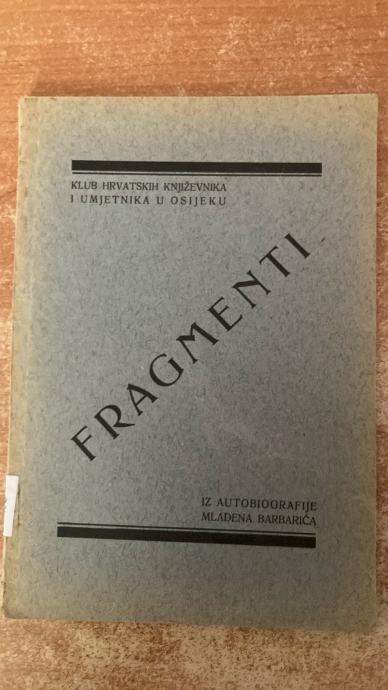 KLUB HRVATSKIH KNJIŽEVNIKA
I UMJETNIKA U OSIJEKU
FRAGMENTI
IZ AUTOBIOGRAFIJE
MLADENA BARBARIĆA